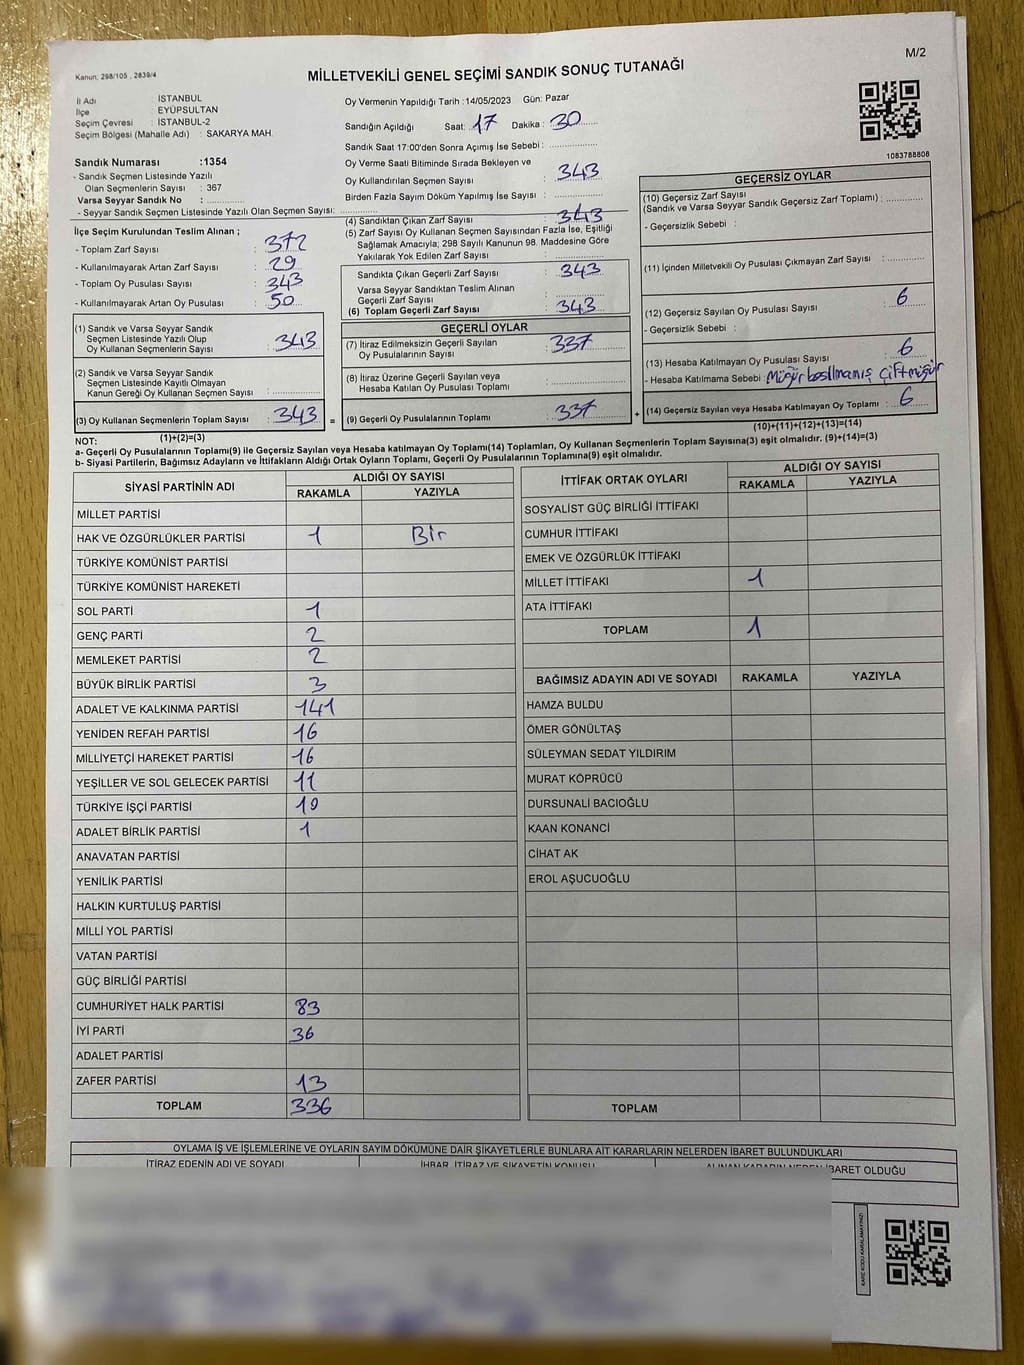 Kanun; 298/105 , 2839/4
MİLLETVEKİLİ GENEL SEÇİMİ SANDIK SONUÇ TUTANAĞI
M/2
İl Adı : İSTANBUL
İlçe : EYÜPSULTAN
Seçim Çevresi : İSTANBUL-2
Seçim Bölgesi (Mahalle Adı) : SAKARYA MAH.
Sandık Numarası :1354
- Sandık Seçmen Listesinde Yazılı
Olan Seçmenlerin Sayısı : 367
Varsa Seyyar Sandık No : ..............
- Seyyar Sandık Seçmen Listesinde Yazılı Olan Seçmen Sayısı: ..............
İlçe Seçim Kurulundan Teslim Alınan ;
- Toplam Zarf Sayısı : 372
- Kullanılmayarak Artan Zarf Sayısı : 29
- Toplam Oy Pusulası Sayısı : 343
- Kullanılmayarak Artan Oy Pusulası : 50
(1) Sandık ve Varsa Seyyar Sandık
Seçmen Listesinde Yazılı Olup
Oy Kullanan Seçmenlerin Sayısı : 343
(2) Sandık ve Varsa Seyyar Sandık
Seçmen Listesinde Kayıtlı Olmayan
Kanun Gereği Oy Kullanan Seçmen Sayısı : ..............
(3) Oy Kullanan Seçmenlerin Toplam Sayısı : 343
(1)+(2)=(3)
Oy Vermenin Yapıldığı Tarih :14/05/2023 Gün: Pazar
Sandığın Açıldığı Saat: 17 Dakika : 30
Sandık Saat 17:00'den Sonra Açımış İse Sebebi: ..............
Oy Verme Saati Bitiminde Sırada Bekleyen ve
Oy Kullandırılan Seçmen Sayısı : 343
Birden Fazla Sayım Döküm Yapılmış İse Sayısı : ..............
(4) Sandıktan Çıkan Zarf Sayısı : 343
(5) Zarf Sayısı Oy Kullanan Seçmen Sayısından Fazla İse, Eşitliği
Sağlamak Amacıyla; 298 Sayılı Kanunun 98. Maddesine Göre
Yakılarak Yok Edilen Zarf Sayısı : ..............
Sandıkta Çıkan Geçerli Zarf Sayısı : 343
Varsa Seyyar Sandıktan Teslim Alınan
Geçerli Zarf Sayısı : ..............
(6) Toplam Geçerli Zarf Sayısı : 343
GEÇERLİ OYLAR
(7) İtiraz Edilmeksizin Geçerli Sayılan
Oy Pusulalarının Sayısı : 337
(8) İtiraz Üzerine Geçerli Sayılan veya
Hesaba Katılan Oy Pusulası Toplamı : ..............
= (9) Geçerli Oy Pusulalarının Toplamı : 337 +
1083788808
GEÇERSİZ OYLAR
(10) Geçersiz Zarf Sayısı
(Sandık ve Varsa Seyyar Sandık Geçersiz Zarf Toplamı) : ..............
- Geçersizlik Sebebi :
(11) İçinden Milletvekili Oy Pusulası Çıkmayan Zarf Sayısı : ..............
(12) Geçersiz Sayılan Oy Pusulası Sayısı : 6
- Geçersizlik Sebebi :
(13) Hesaba Katılmayan Oy Pusulası Sayısı : 6
- Hesaba Katılmama Sebebi : Mühür basılmamış Çift mühür
(14) Geçersiz Sayılan veya Hesaba Katılmayan Oy Toplamı : 6
(10)+(11)+(12)+(13)=(14)
NOT:
a- Geçerli Oy Pusulalarının Toplamı(9) ile Geçersiz Sayılan veya Hesaba katılmayan Oy Toplamı(14) Toplamları, Oy Kullanan Seçmenlerin Toplam Sayısına(3) eşit olmalıdır. (9)+(14)=(3)
b- Siyasi Partilerin, Bağımsız Adayların ve İttifakların Aldığı Ortak Oyların Toplamı, Geçerli Oy Pusulalarının Toplamına(9) eşit olmalıdır.
SİYASİ PARTİNİN ADI ALDIĞI OY SAYISI
RAKAMLA YAZIYLA
MİLLET PARTİSİ
HAK VE ÖZGÜRLÜKLER PARTİSİ 1 Bir
TÜRKİYE KOMÜNİST PARTİSİ
TÜRKİYE KOMÜNİST HAREKETİ
SOL PARTİ 1
GENÇ PARTİ 2
MEMLEKET PARTİSİ 2
BÜYÜK BİRLİK PARTİSİ 3
ADALET VE KALKINMA PARTİSİ 141
YENİDEN REFAH PARTİSİ 16
MİLLİYETÇİ HAREKET PARTİSİ 16
YEŞİLLER VE SOL GELECEK PARTİSİ 11
TÜRKİYE İŞÇİ PARTİSİ 10
ADALET BİRLİK PARTİSİ 1
ANAVATAN PARTİSİ
YENİLİK PARTİSİ
HALKIN KURTULUŞ PARTİSİ
MİLLİ YOL PARTİSİ
VATAN PARTİSİ
GÜÇ BİRLİĞİ PARTİSİ
CUMHURİYET HALK PARTİSİ 83
İYİ PARTİ 36
ADALET PARTİSİ
ZAFER PARTİSİ 13
TOPLAM 336
İTTİFAK ORTAK OYLARI ALDIĞI OY SAYISI
RAKAMLA YAZIYLA
SOSYALİST GÜÇ BİRLİĞİ İTTİFAKI
CUMHUR İTTİFAKI
EMEK VE ÖZGÜRLÜK İTTİFAKI
MİLLET İTTİFAKI 1
ATA İTTİFAKI
TOPLAM 1
BAĞIMSIZ ADAYIN ADI VE SOYADI RAKAMLA YAZIYLA
HAMZA BULDU
ÖMER GÖNÜLTAŞ
SÜLEYMAN SEDAT YILDIRIM
MURAT KÖPRÜCÜ
DURSUNALİ BACIOĞLU
KAAN KONANCİ
CİHAT AK
EROL AŞUCUOĞLU
TOPLAM
OYLAMA İŞ VE İŞLEMLERİNE VE OYLARIN SAYIM DÖKÜMÜNE DAİR ŞİKAYETLERLE BUNLARA AİT KARARLARIN NELERDEN İBARET BULUNDUKLARI
İTİRAZ EDENİN ADI VE SOYADI İHBAR, İTİRAZ VE ŞİKAYETİN KONUSU ALINAN KARARIN NEDEN İBARET OLDUĞU
KARE KODU KARALAMAYINIZ!